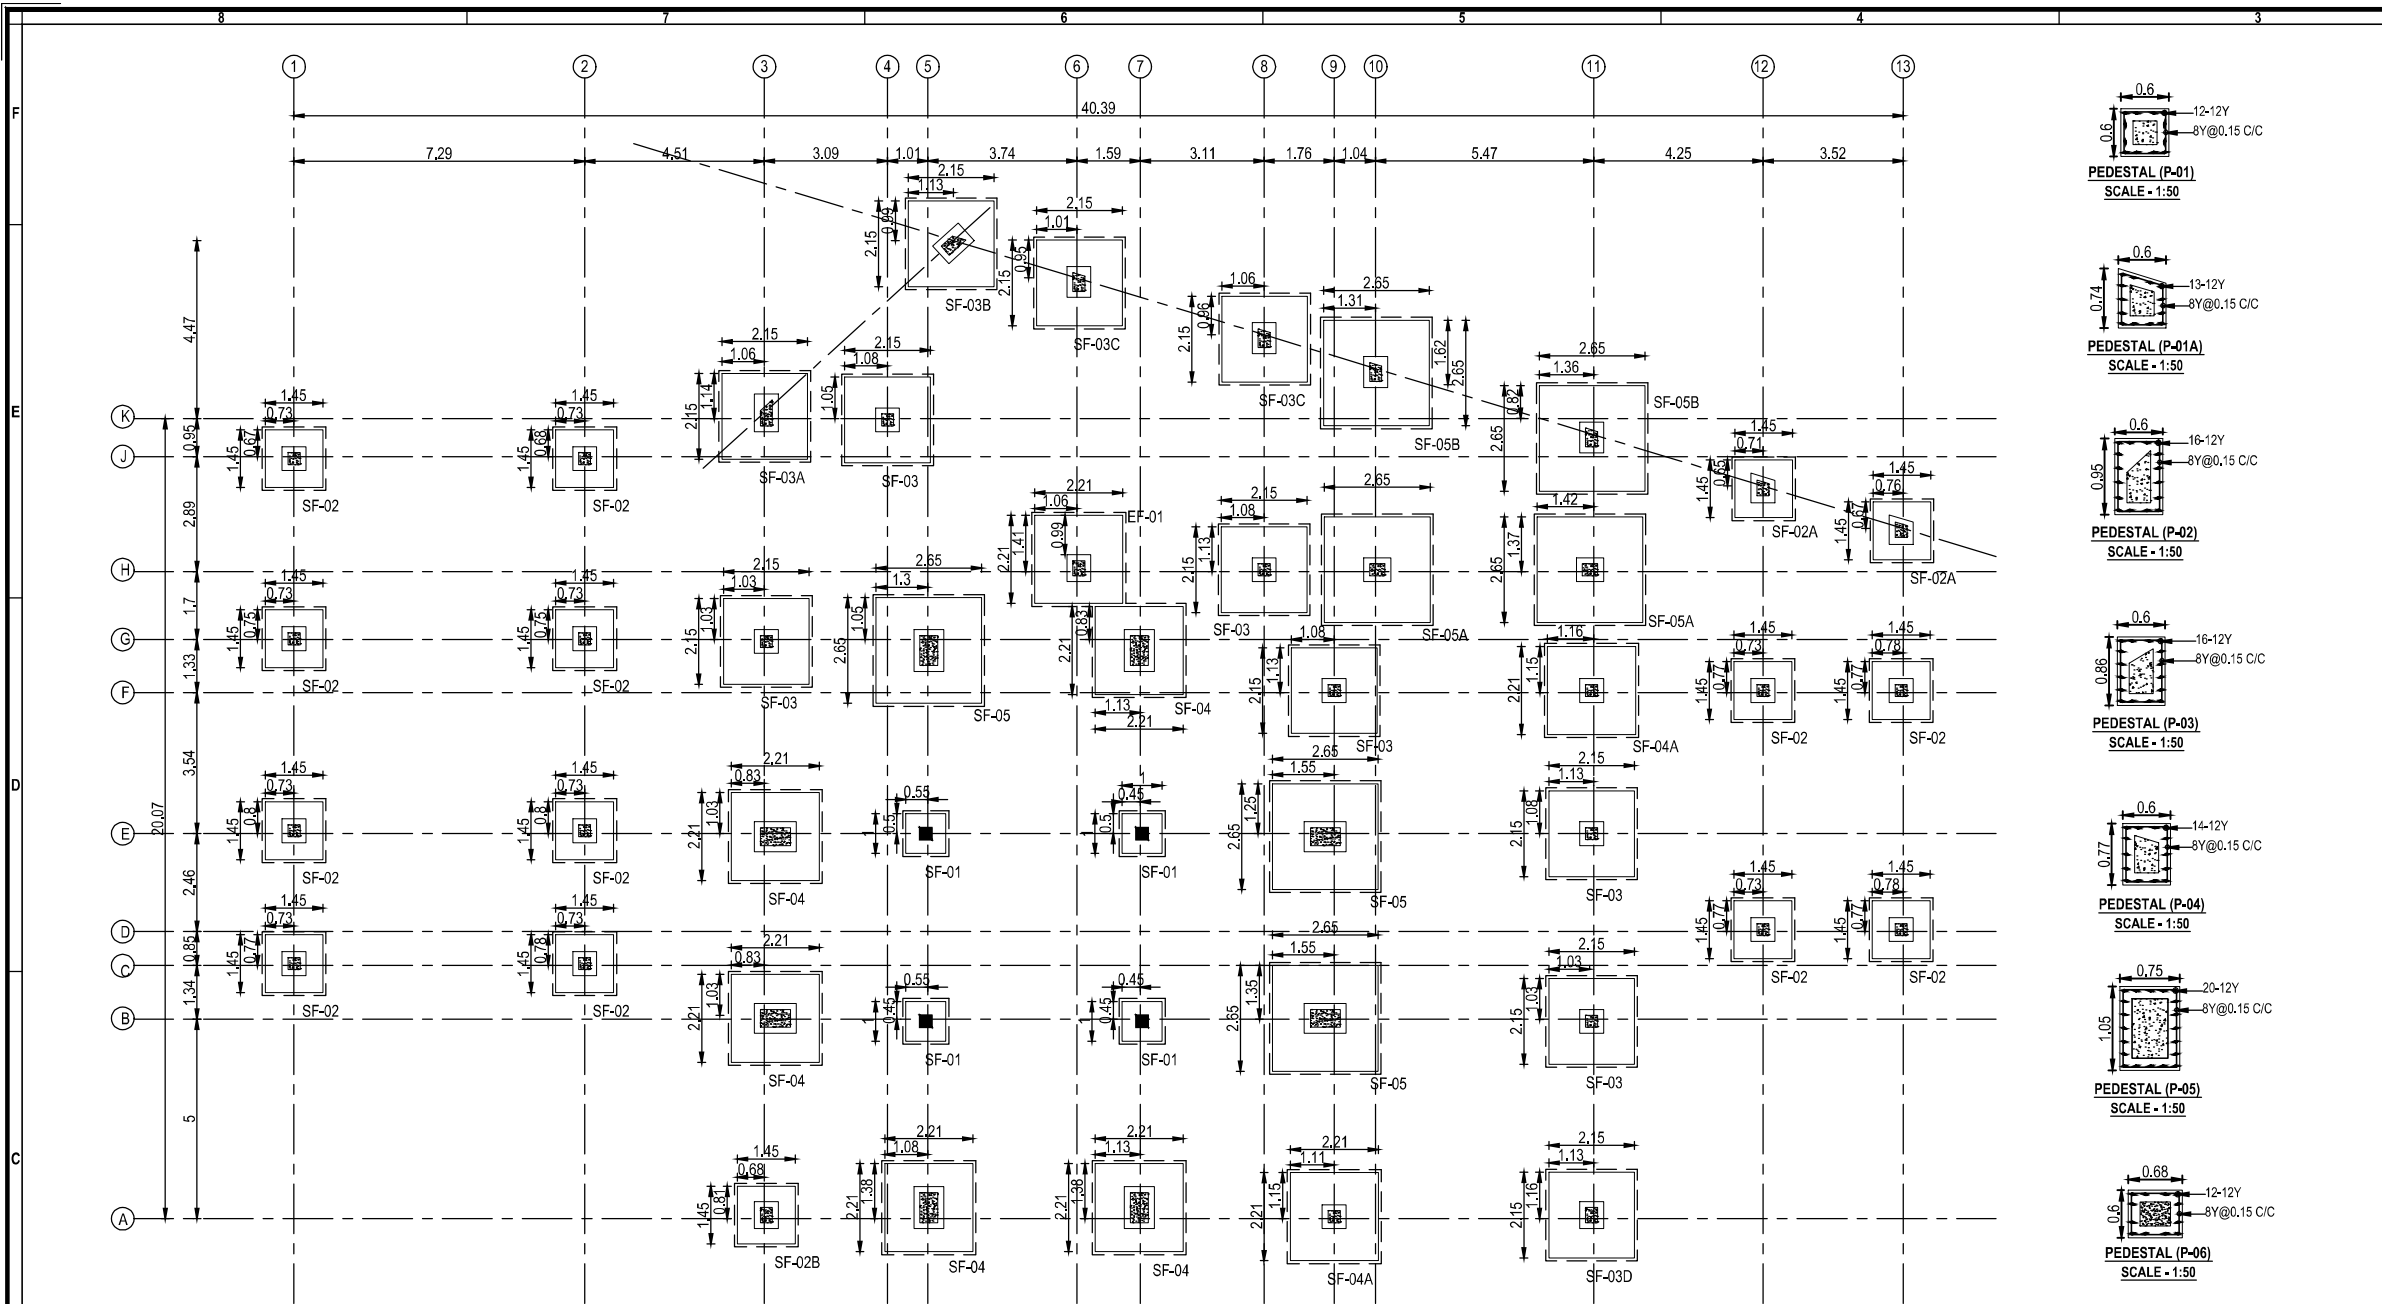 8 7 6 5 4 3
1 2 3 4 5 6 7 8 9 10 11 12 13
F
40.39
7.29 4.51 3.09 1.01 3.74 1.59 3.11 1.76 1.04 5.47 4.25 3.52
0.6
12-12Y
0.6
8Y@0.15 C/C
PEDESTAL (P-01)
SCALE - 1:50
2.15
1.13
2.15
0.99
SF-03B
2.15
1.01
2.15
0.95
SF-03C
1.06
2.15
0.96
SF-03C
2.65
1.31
1.62
2.65
SF-05B
2.65
1.36
0.82
2.65
SF-05B
0.6
13-12Y
0.74
8Y@0.15 C/C
PEDESTAL (P-01A)
SCALE - 1:50
4.47
E
K
0.95
J
2.89
H
1.7
G
1.33
F
3.54
20.07
D
E
2.46
D
0.85
C
1.34
B
5
C
A
1.45
0.73
1.45
0.67
SF-02
1.45
0.73
1.45
0.68
SF-02
2.15
1.06
2.15
1.14
SF-03A
2.15
1.08
1.05
SF-03
1.45
0.71
1.45
0.65
SF-02A
1.45
0.76
1.45
0.67
SF-02A
0.6
16-12Y
0.95
8Y@0.15 C/C
PEDESTAL (P-02)
SCALE - 1:50
2.21
1.06
EF-01
2.21
1.41
0.99
2.15
1.08
2.15
1.13
SF-03
2.65
SF-05A
1.42
2.65
1.37
SF-05A
1.45
0.73
1.45
0.75
SF-02
1.45
0.73
1.45
0.75
SF-02
2.15
1.03
2.15
1.03
SF-03
2.65
1.3
2.65
1.05
SF-05
2.21
0.83
SF-04
1.13
2.21
1.08
2.15
1.13
SF-03
1.16
2.21
1.15
SF-04A
1.45
0.73
1.45
0.77
SF-02
1.45
0.78
1.45
0.77
SF-02
0.6
16-12Y
0.86
8Y@0.15 C/C
PEDESTAL (P-03)
SCALE - 1:50
1.45
0.73
1.45
0.8
SF-02
1.45
0.73
1.45
0.8
SF-02
2.21
0.83
2.21
1.03
SF-04
0.55
1
0.5
SF-01
1
0.45
1
0.5
SF-01
2.65
1.55
2.65
1.25
SF-05
2.15
1.13
2.15
1.08
SF-03
0.6
14-12Y
0.77
8Y@0.15 C/C
PEDESTAL (P-04)
SCALE - 1:50
1.45
0.73
1.45
0.77
SF-02
1.45
0.73
1.45
0.78
SF-02
2.21
0.83
2.21
1.03
SF-04
0.55
1
0.45
SF-01
0.45
1
0.45
SF-01
2.65
1.55
2.65
1.35
SF-05
2.15
1.03
2.15
1.03
SF-03
1.45
0.73
1.45
0.77
SF-02
1.45
0.78
1.45
0.77
SF-02
0.75
20-12Y
8Y@0.15 C/C
1.05
PEDESTAL (P-05)
SCALE - 1:50
1.45
0.68
1.45
0.81
SF-02B
2.21
1.08
2.21
1.38
SF-04
2.21
1.13
2.21
1.38
SF-04
2.21
1.11
2.21
1.15
SF-04A
2.15
1.13
2.15
1.16
SF-03D
0.68
12-12Y
0.6
8Y@0.15 C/C
PEDESTAL (P-06)
SCALE - 1:50